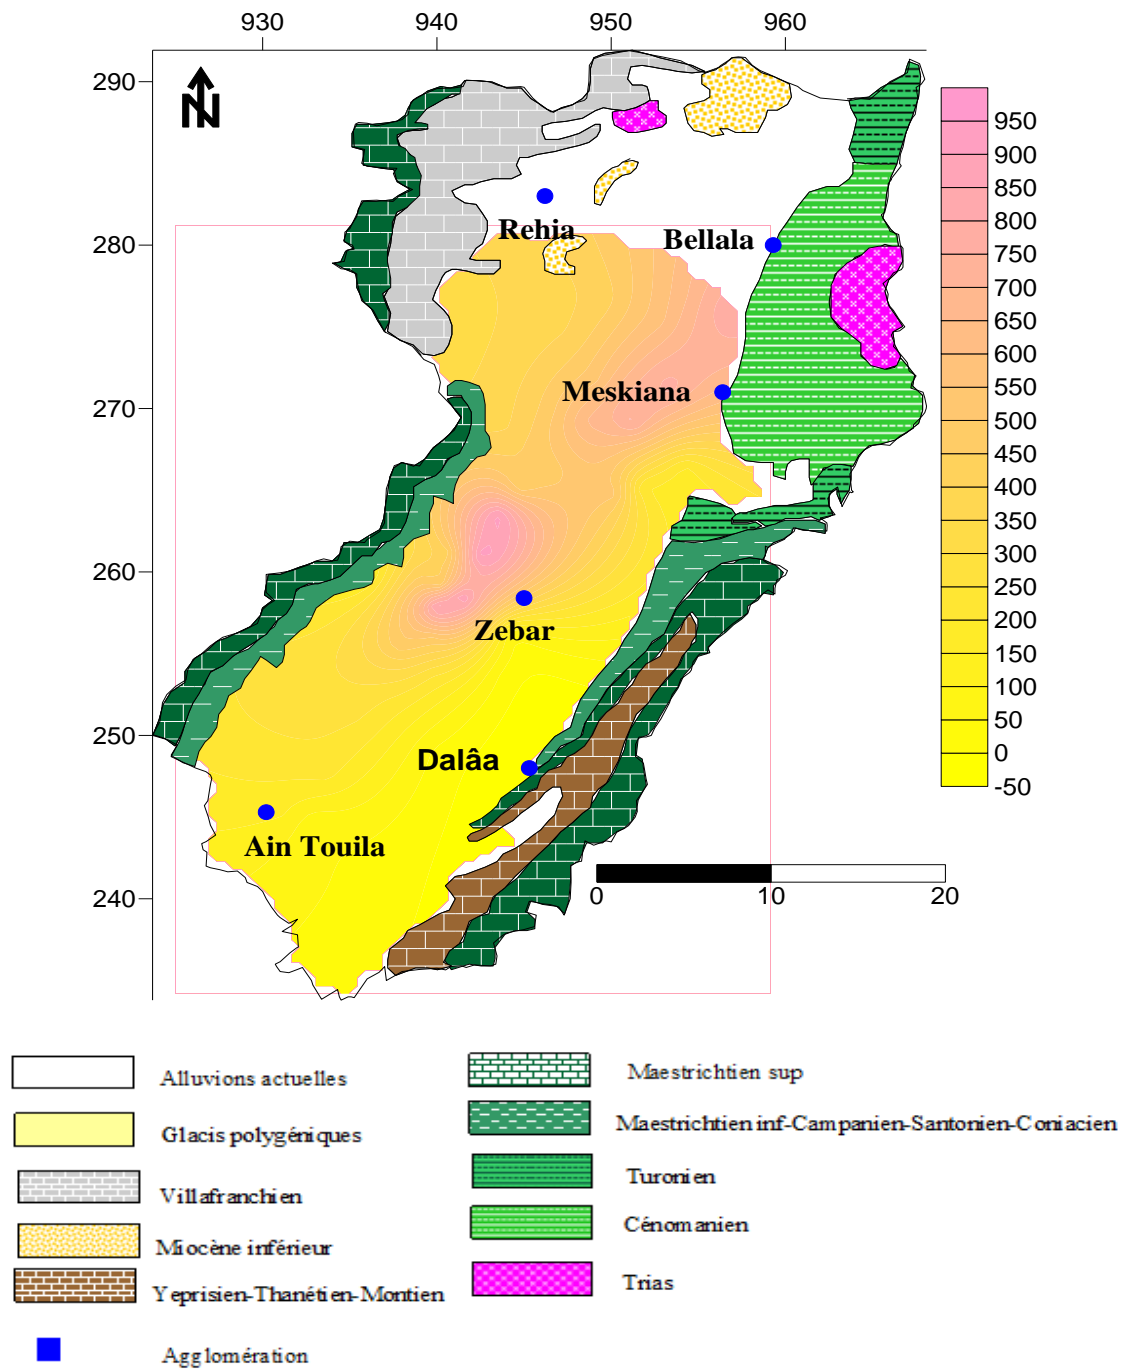 930 940 950 960
290
280
270
260
250
240
N
Rehia
Bellala
Meskiana
Zebar
Dalâa
Ain Touila
950
900
850
800
750
700
650
600
550
500
450
400
350
300
250
200
150
100
50
0
-50
0 10 20
Alluvions actuelles
Glacis polygéniques
Villafranchien
Miocène inférieur
Yeprisien-Thanétien-Montien
Agglomération
Maestrichtien sup
Maestrichtien inf-Campanien-Santonien-Coniacien
Turonien
Cénomanien
Trias